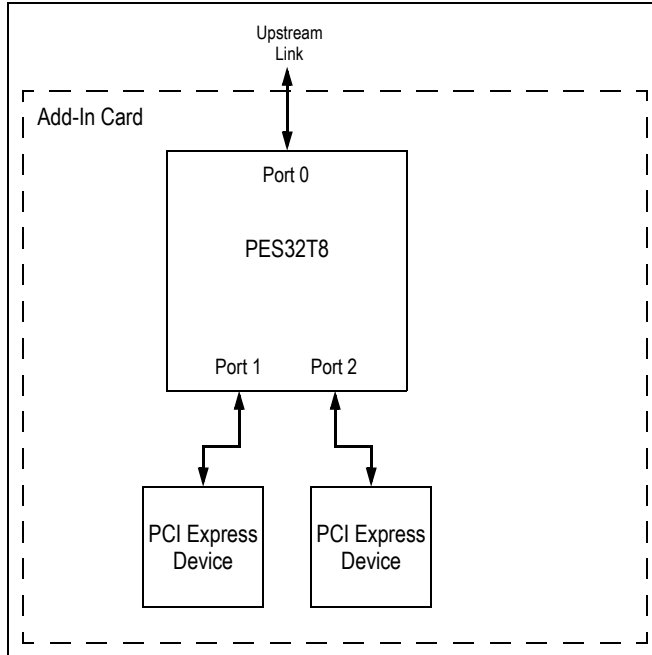 Upstream
Link
Add-In Card
Port 0
PES32T8
Port 1 Port 2
PCI Express
Device
PCI Express
Device